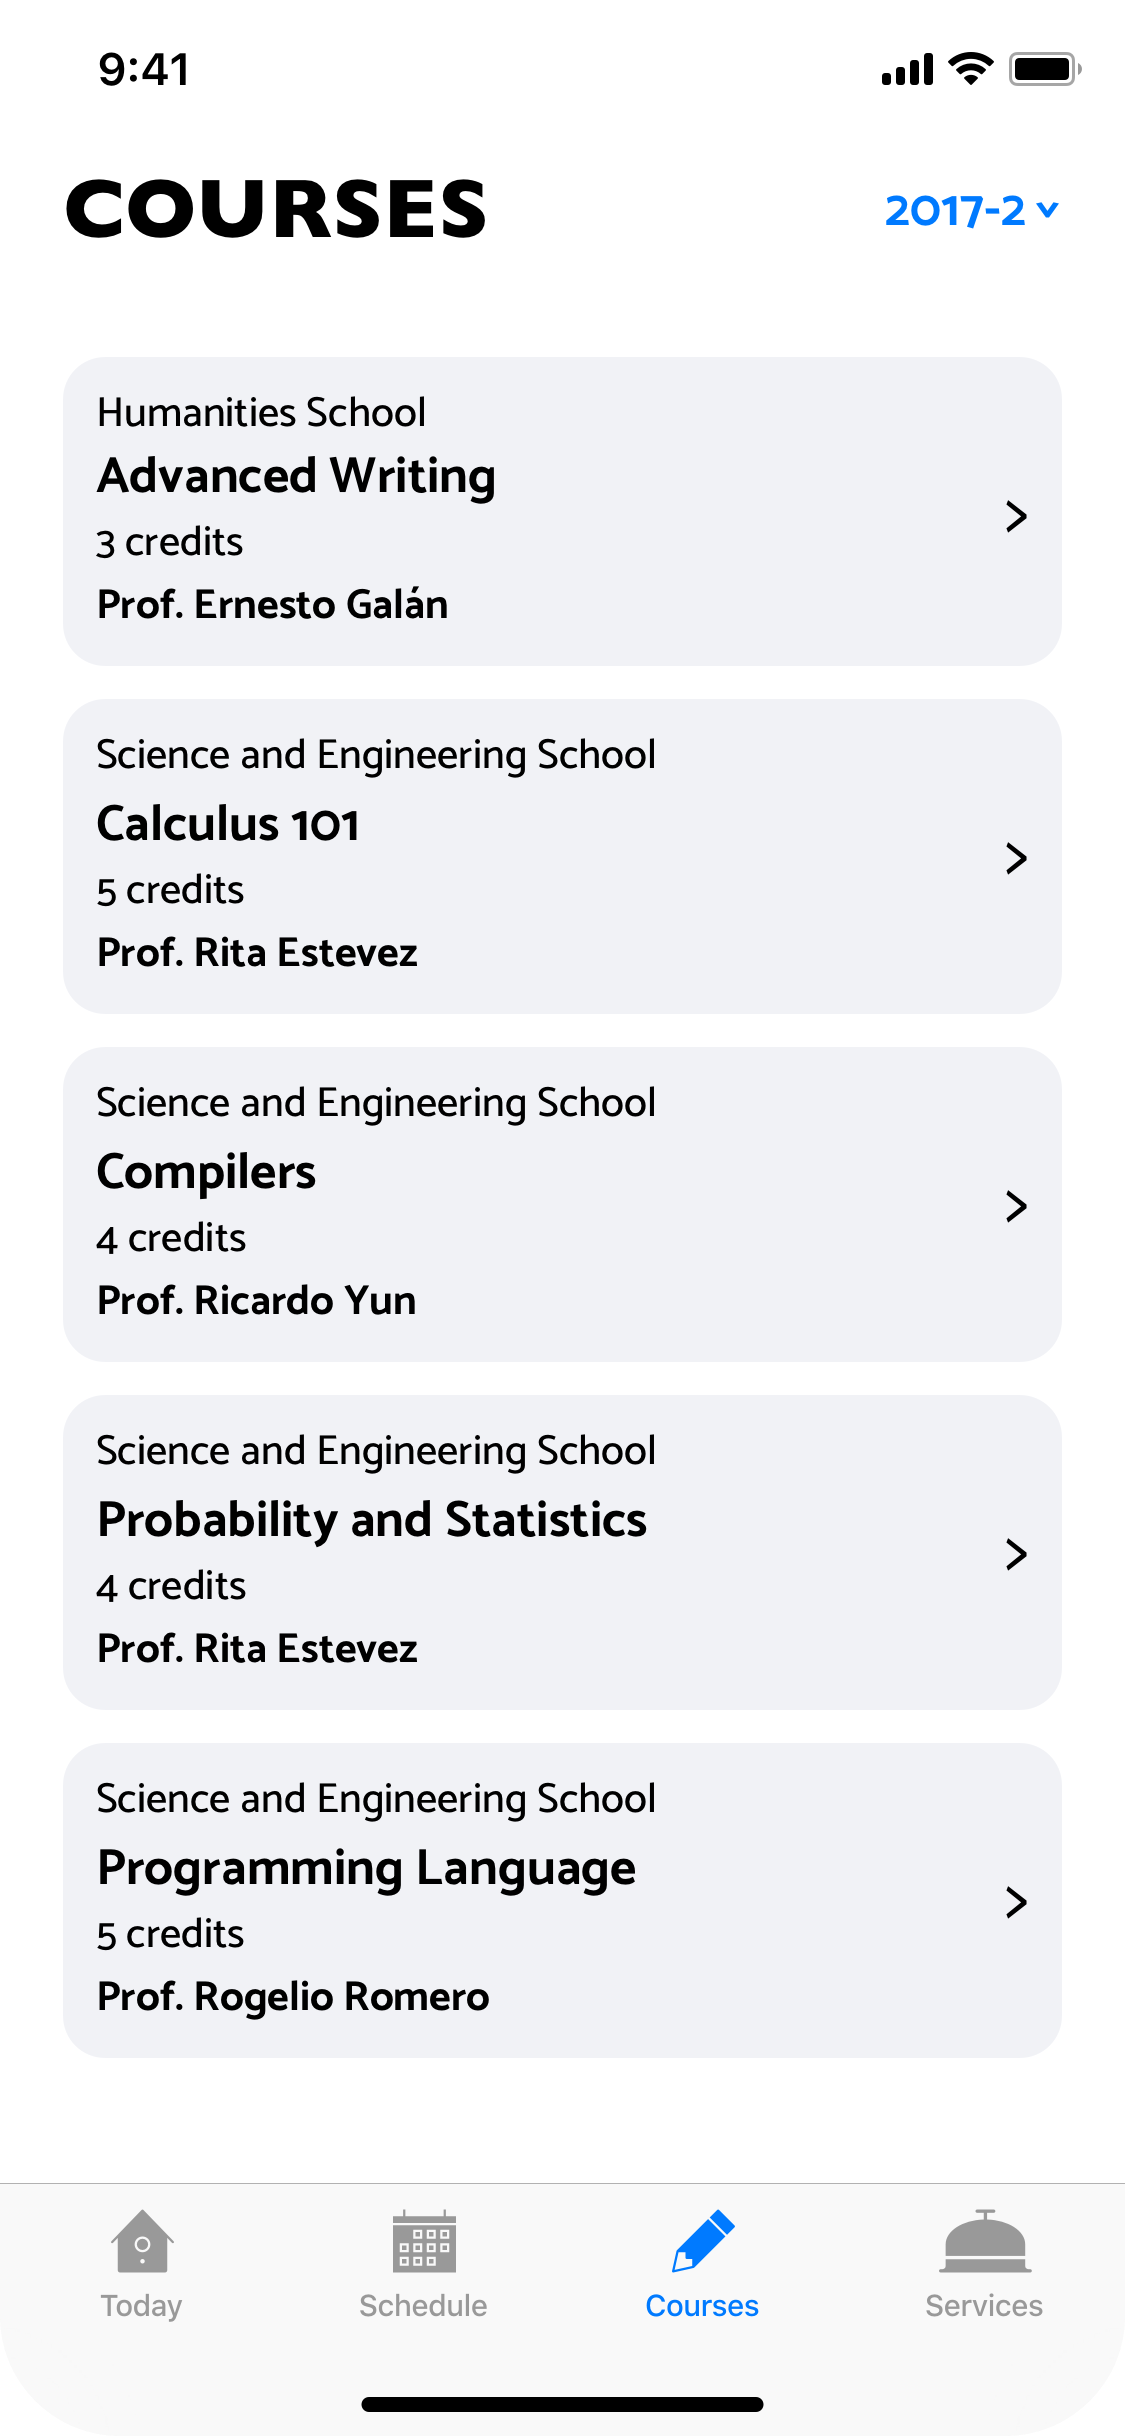 9:41
COURSES
2017-2
Humanities School
Advanced Writing
3 credits
Prof. Ernesto Galán
Science and Engineering School
Calculus 101
5 credits
Prof. Rita Estevez
Science and Engineering School
Compilers
4 credits
Prof. Ricardo Yun
Science and Engineering School
Probability and Statistics
4 credits
Prof. Rita Estevez
Science and Engineering School
Programming Language
5 credits
Prof. Rogelio Romero
Today
Schedule
Courses
Services